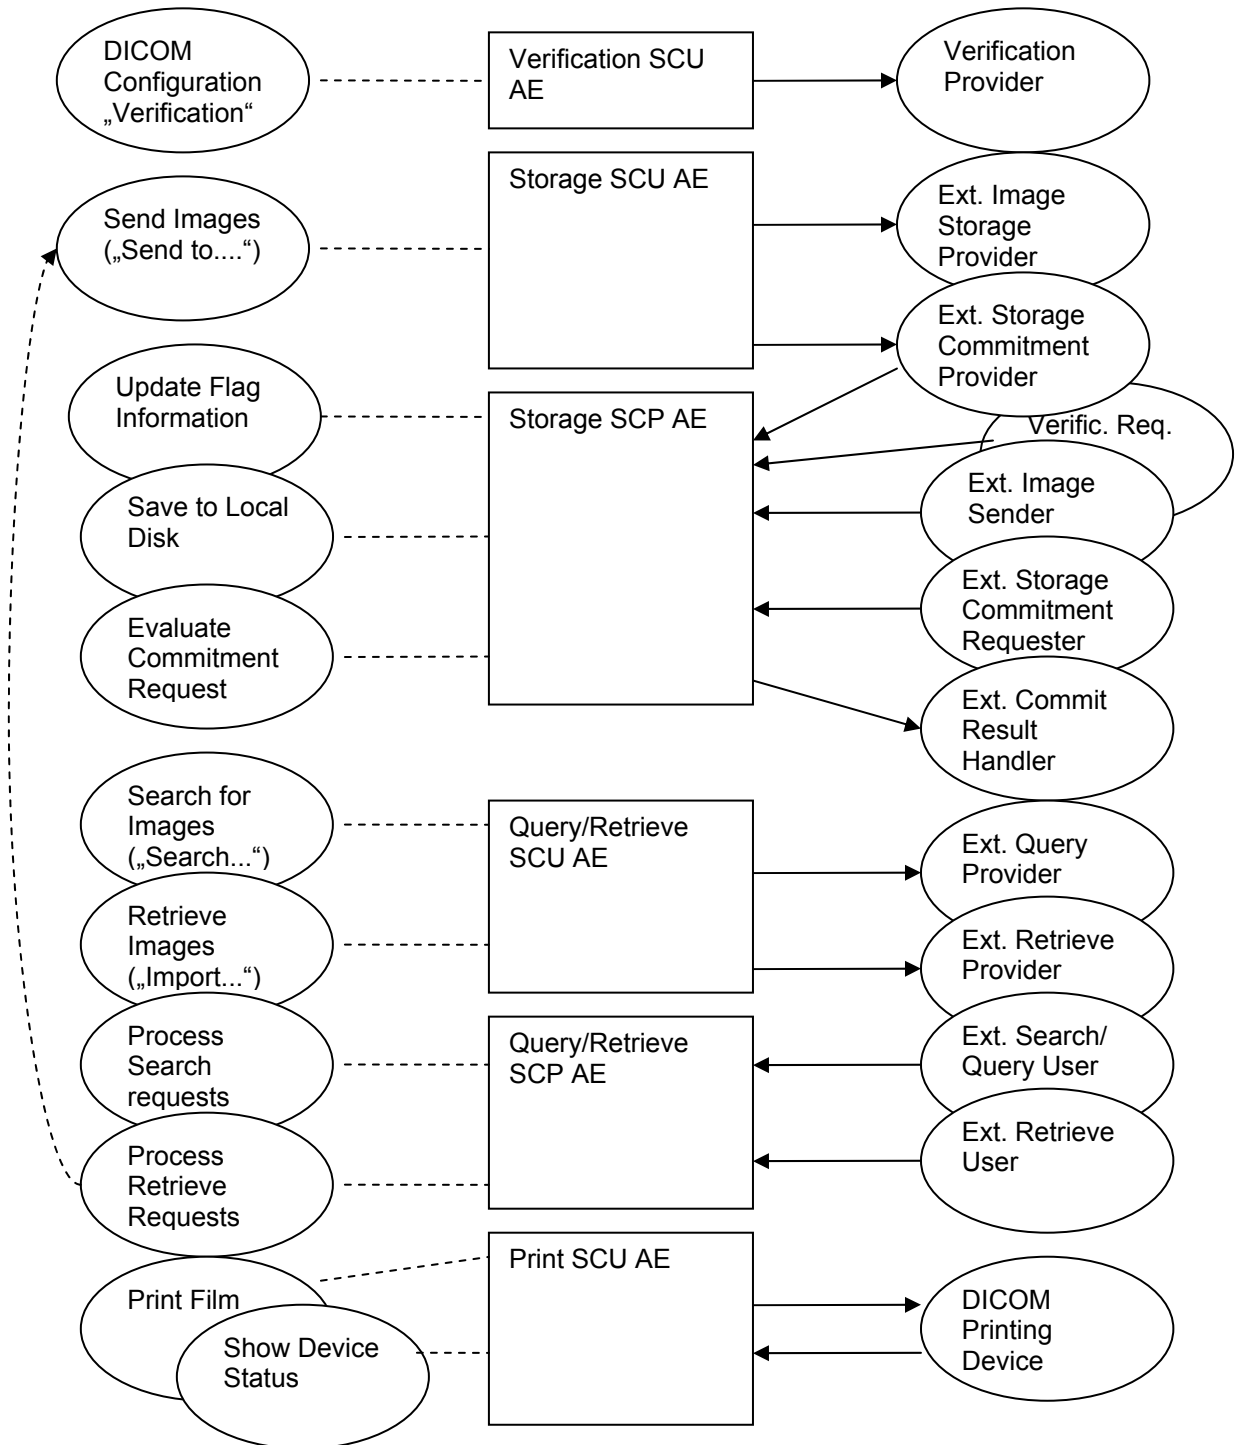 DICOM
Configuration
„Verification“
Verification SCU
AE
Verification
Provider
Send Images
(„Send to....“)
Storage SCU AE
Ext. Image
Storage
Provider
Ext. Storage
Commitment
Provider
Update Flag
Information
Storage SCP AE
Verific. Req.
Save to Local
Disk
Ext. Image
Sender
Evaluate
Commitment
Request
Ext. Storage
Commitment
Requester
Ext. Commit
Result
Handler
Search for
Images
(„Search...“)
Query/Retrieve
SCU AE
Ext. Query
Provider
Retrieve
Images
(„Import...“)
Ext. Retrieve
Provider
Process
Search
requests
Query/Retrieve
SCP AE
Ext. Search/
Query User
Process
Retrieve
Requests
Ext. Retrieve
User
Print Film
Print SCU AE
DICOM
Printing
Device
Show Device
Status